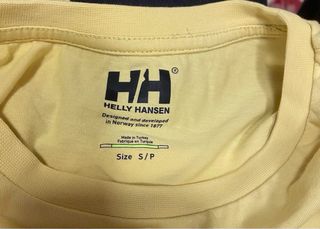 HH®
HELLY HANSEN
Designed and developed
in Norway since 1877
Made in Turkey
Fabriqué en Turquie
Size S/P